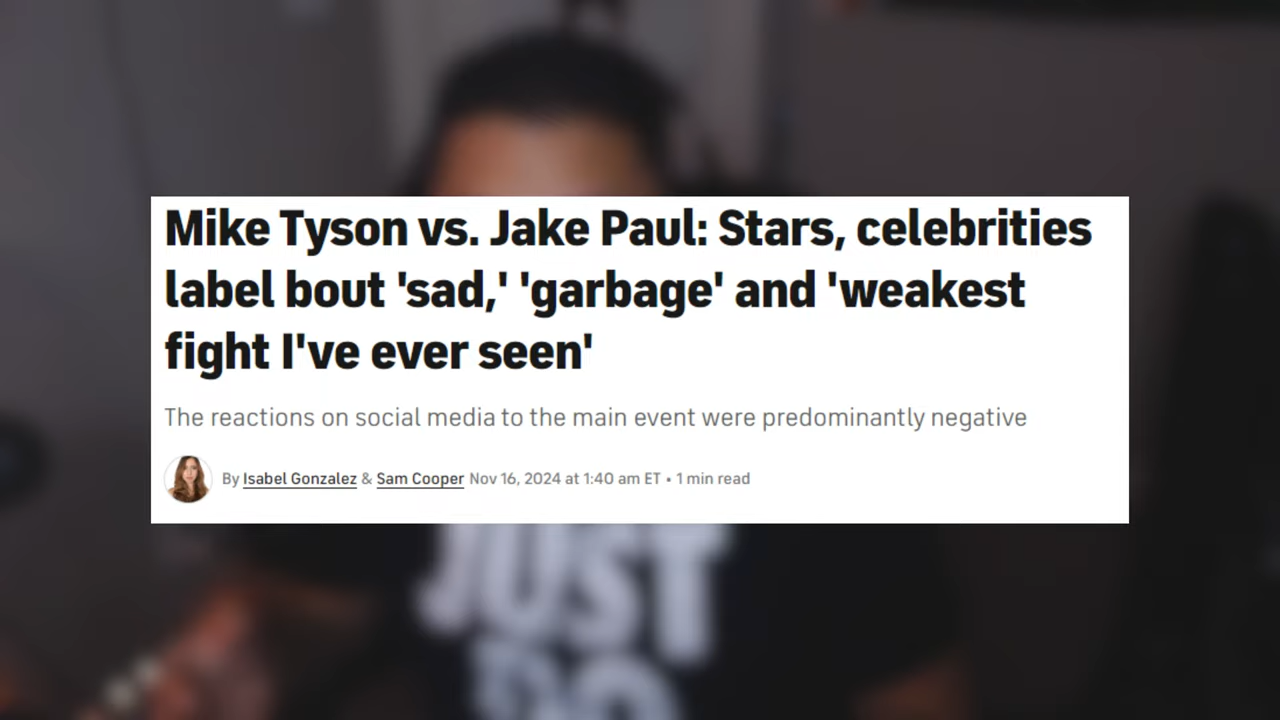 Mike Tyson vs. Jake Paul: Stars, celebrities
label bout 'sad,' 'garbage' and 'weakest
fight I've ever seen'
The reactions on social media to the main event were predominantly negative
By Isabel Gonzalez & Sam Cooper Nov 16, 2024 at 1:40 am ET • 1 min read
JUST
DO